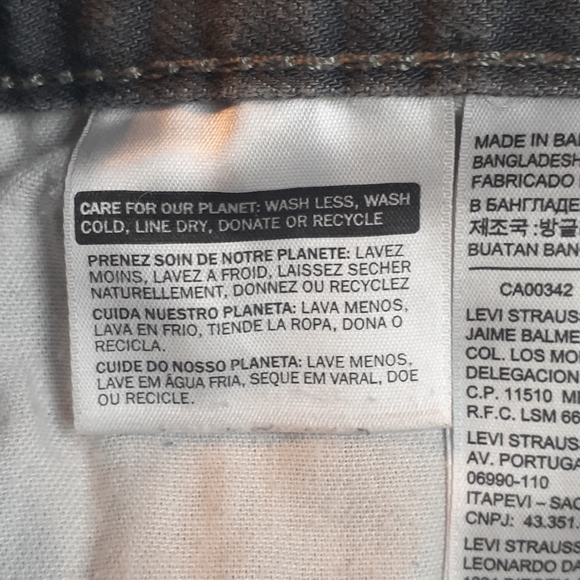 CARE FOR OUR PLANET: WASH LESS, WASH
COLD, LINE DRY, DONATE OR RECYCLE
PRENEZ SOIN DE NOTRE PLANETE: LAVEZ
MOINS, LAVEZ A FROID, LAISSEZ SECHER
NATURELLEMENT, DONNEZ OU RECYCLEZ
CUIDA NUESTRO PLANETA: LAVA MENOS,
LAVA EN FRIO, TIENDE LA ROPA, DONA O
RECICLA.
CUIDE DO NOSSO PLANETA: LAVE MENOS,
LAVE EM ÁGUA FRIA, SEQUE EM VARAL, DOE
OU RECICLE.
MADE IN
BANGLADESH
FABRICADO
В БАНГЛАДЕ
제조국 :방글
BUATAN
CA00342
LEVI STRAUSS
JAIME BALME
COL. LOS
DELEGACION
C.P. 11510
R.F.C. LSM 66
LEVI STRAUSS
AV. PORTUGA
06990-110
ITAPEVI – SAO
CNPJ: 43.351.
LEVI STRAUSS
LEONARDO DA